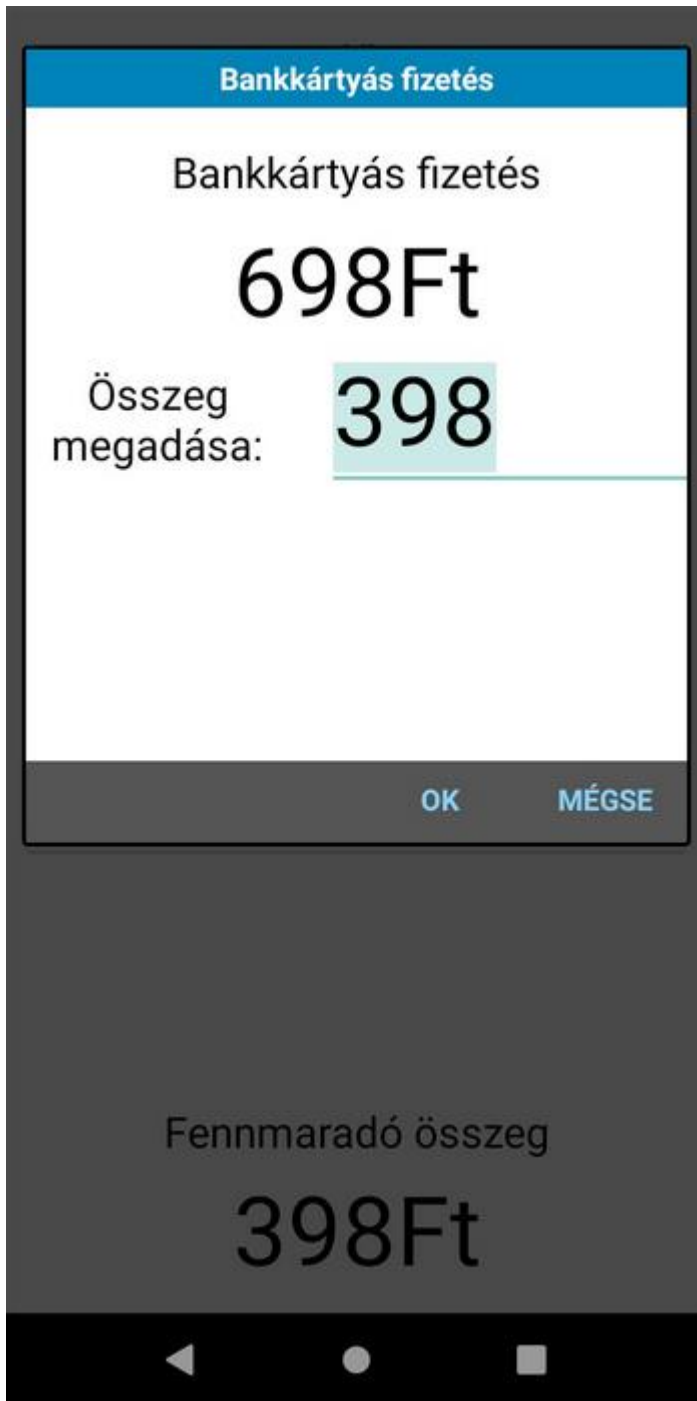 Bankkártyás fizetés
Bankkártyás fizetés
698Ft
Összeg
megadása:
398
OK
MÉGSE
Fennmaradó összeg
398Ft